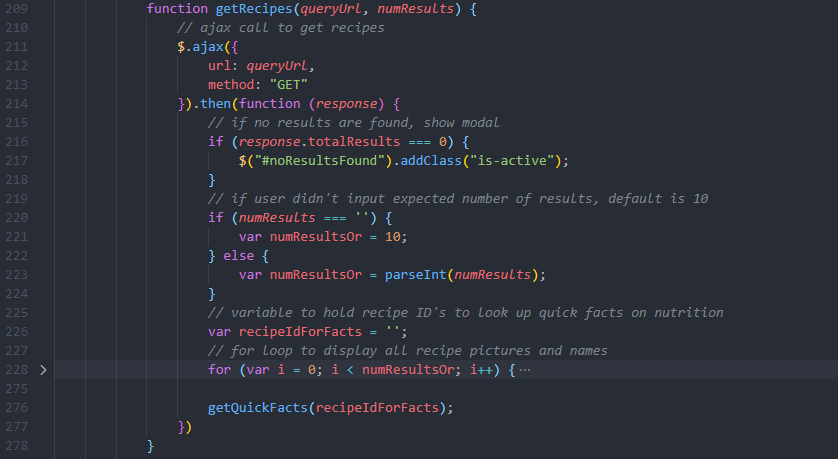 209 function getRecipes(queryUrl, numResults) {
210 // ajax call to get recipes
211 $.ajax({
212 url: queryUrl,
213 method: "GET"
214 }).then(function (response) {
215 // if no results are found, show modal
216 if (response.totalResults === 0) {
217 $("#noResultsFound").addClass("is-active");
218 }
219 // if user didn't input expected number of results, default is 10
220 if (numResults === '') {
221 var numResultsOr = 10;
222 } else {
223 var numResultsOr = parseInt(numResults);
224 }
225 // variable to hold recipe ID's to look up quick facts on nutrition
226 var recipeIdForFacts = '';
227 // for loop to display all recipe pictures and names
228 for (var i = 0; i < numResultsOr; i++) {⋯
275
276 getQuickFacts(recipeIdForFacts);
277 })
278 }